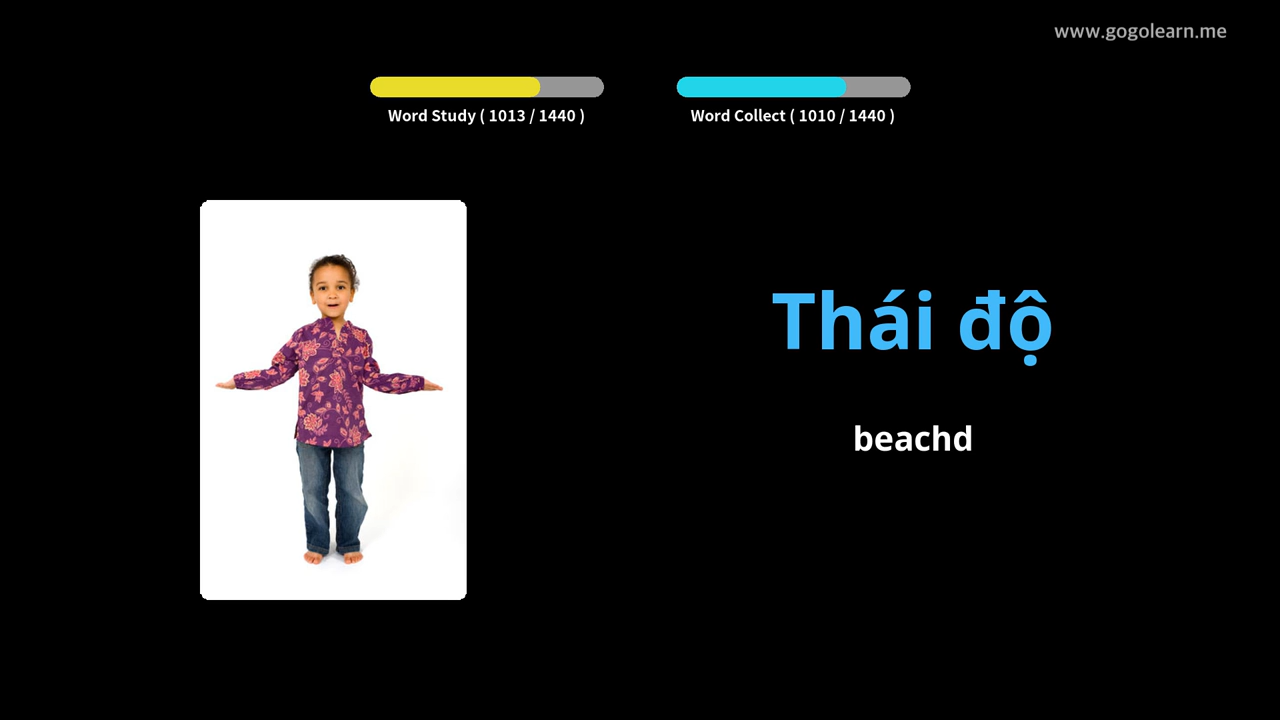 www.gogolearn.me
Word Study ( 1013 / 1440 )
Word Collect ( 1010 / 1440 )
Thái độ
beachd